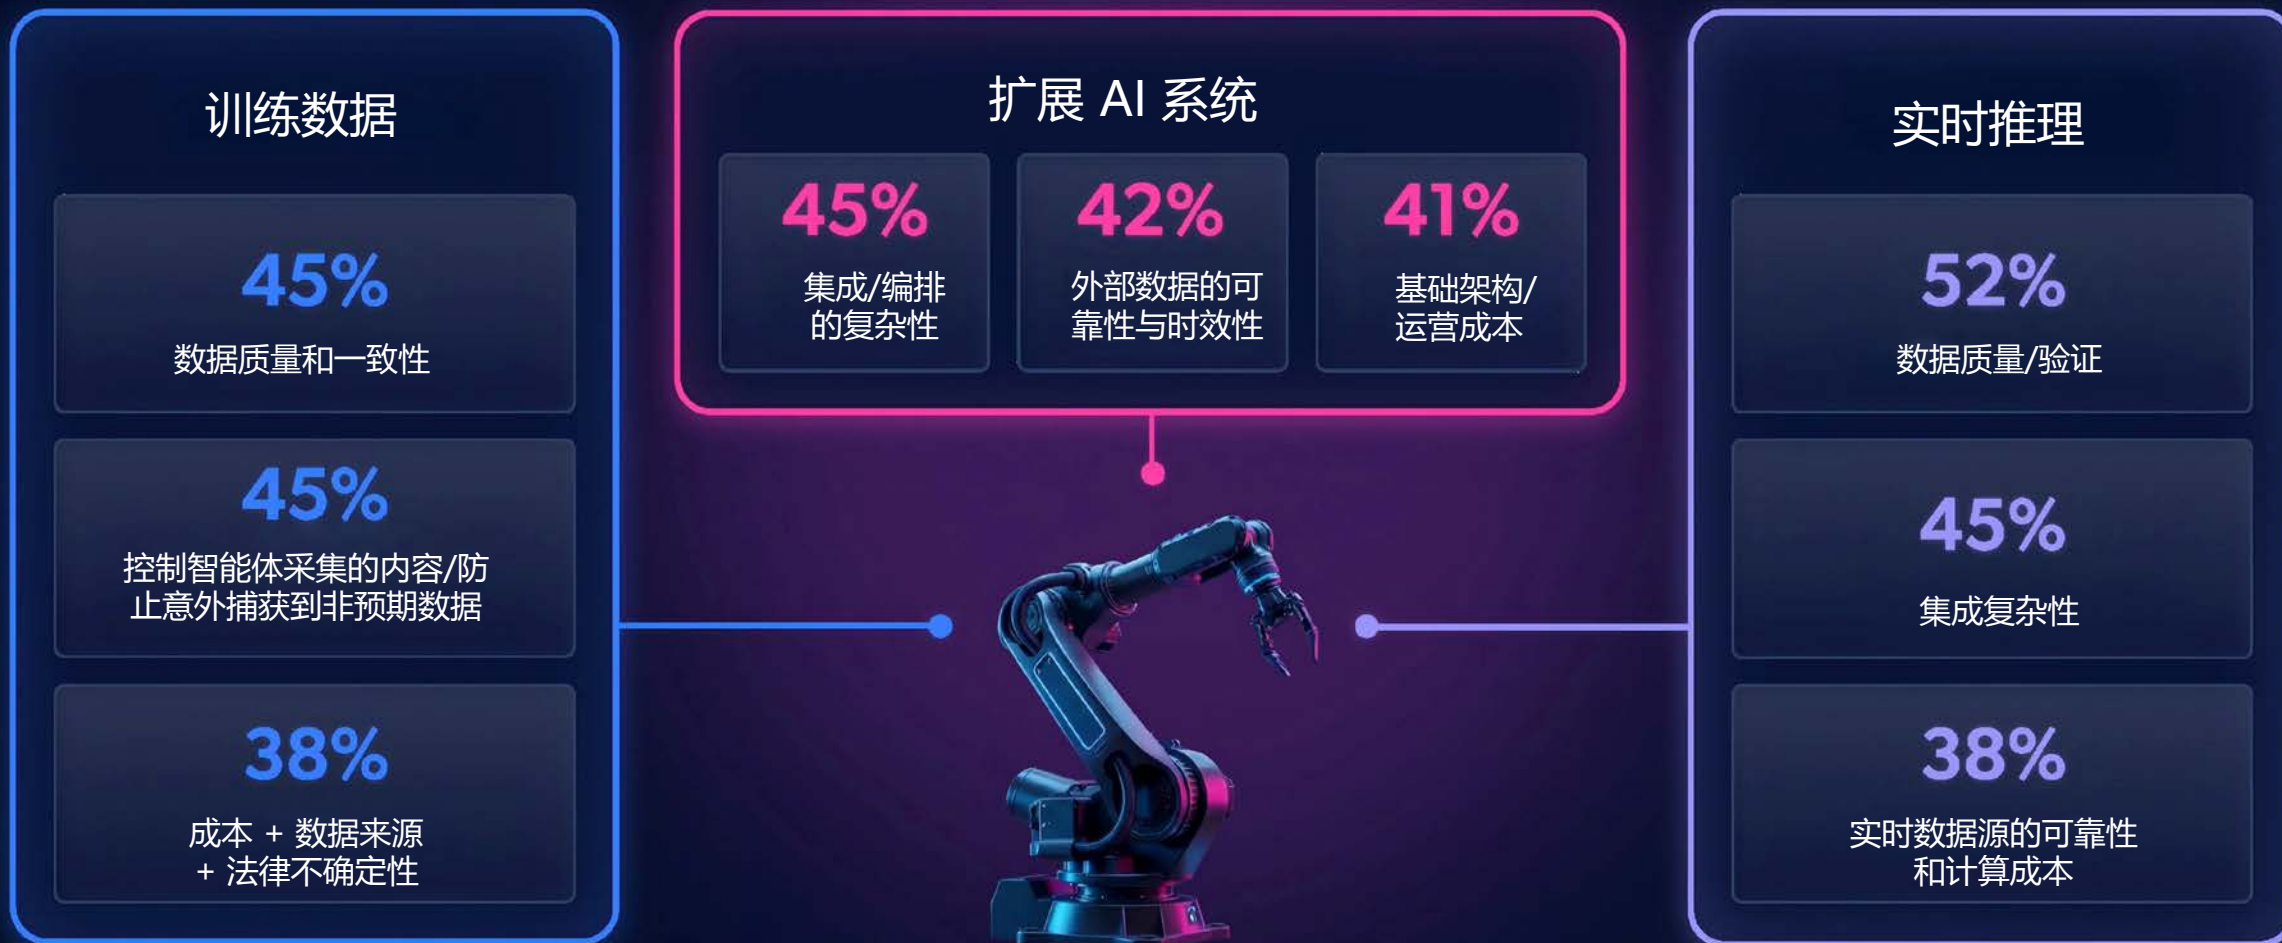 训练数据
45%
数据质量和一致性
45%
控制智能体采集的内容/防
止意外捕获到非预期数据
38%
成本 + 数据来源
+ 法律不确定性
扩展 AI 系统
45%
集成/编排
的复杂性
42%
外部数据的可
靠性与时效性
41%
基础架构/
运营成本
实时推理
52%
数据质量/验证
45%
集成复杂性
38%
实时数据源的可靠性
和计算成本